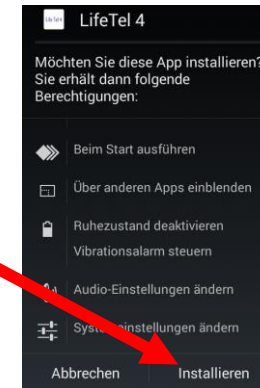 LifeTel 4
Möchten Sie diese App installieren?
Sie erhält dann folgende
Berechtigungen:
Beim Start ausführen
Über anderen Apps einblenden
Ruhezustand deaktivieren
Vibrationsalarm steuern
Audio-Einstellungen ändern
Systemeinstellungen ändern
Abbrechen Installieren